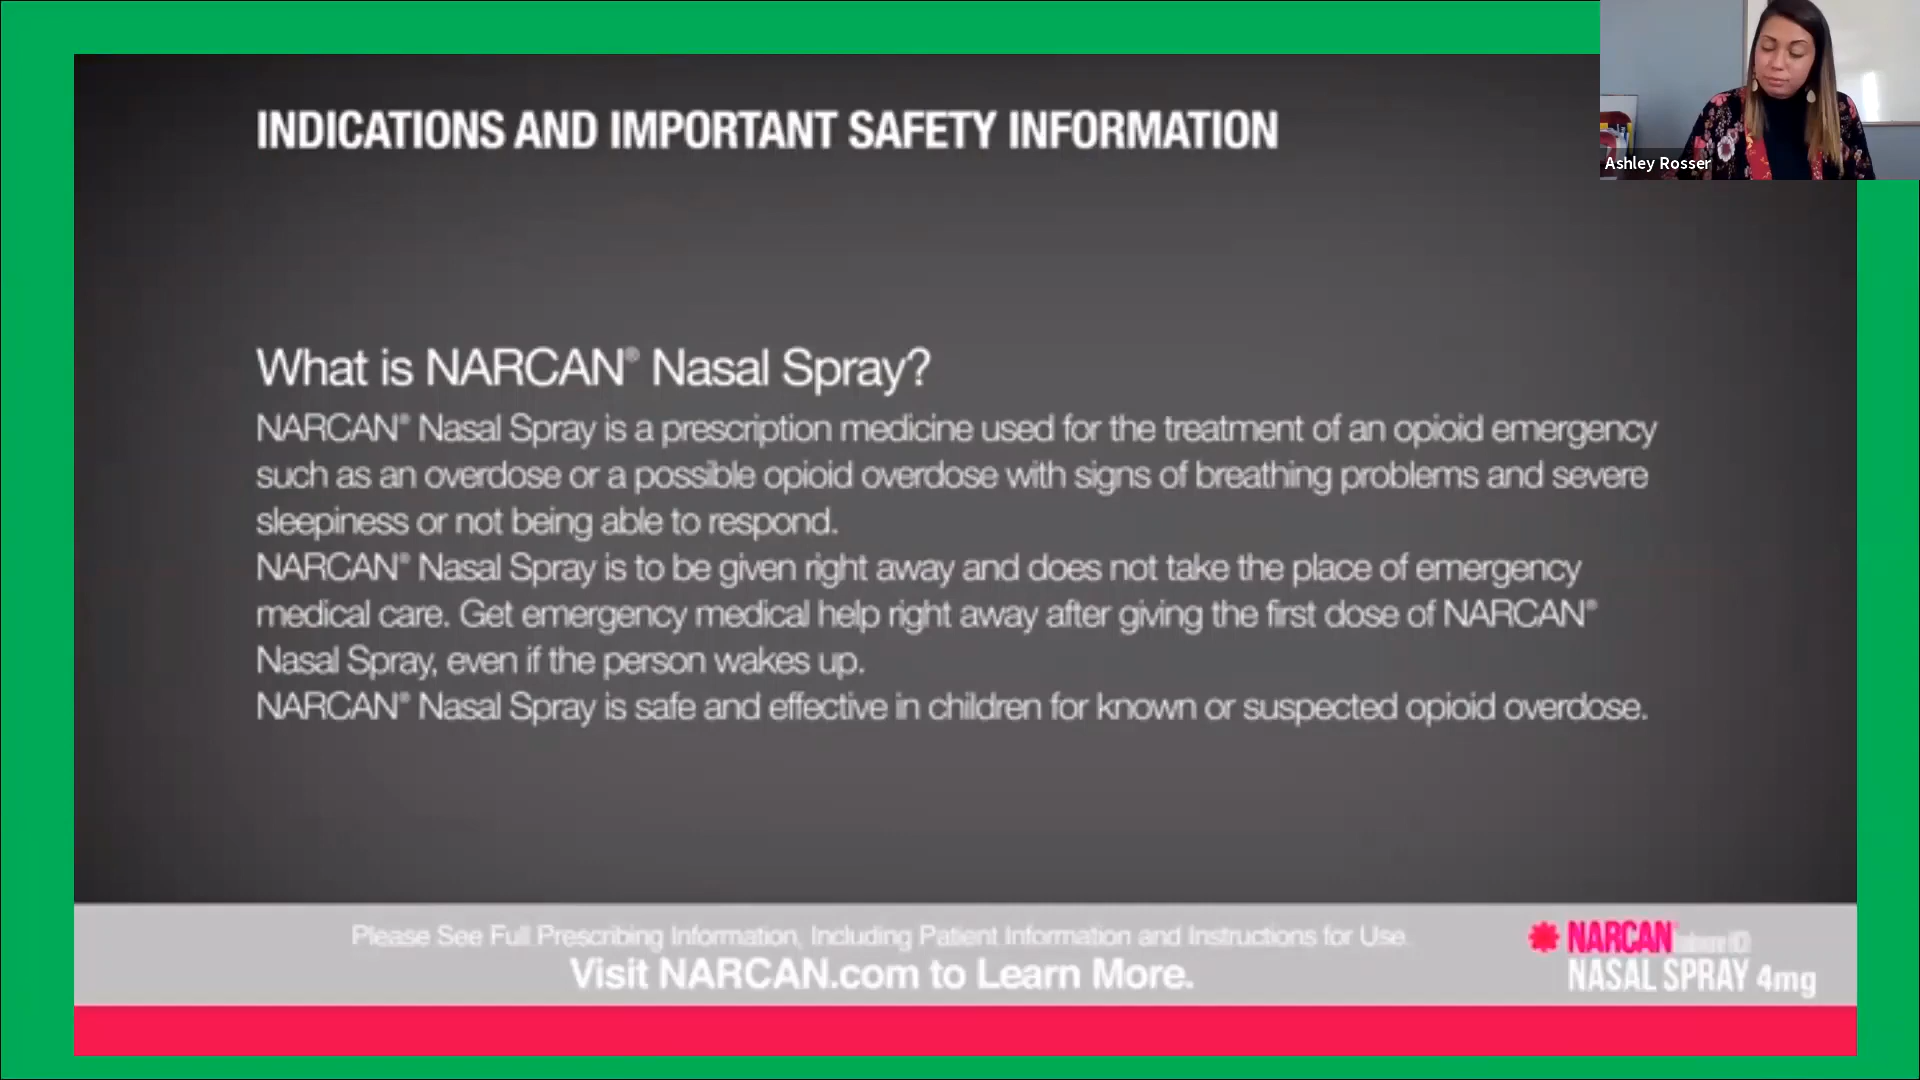 INDICATIONS AND IMPORTANT SAFETY INFORMATION
Ashley Rosser
What is NARCAN® Nasal Spray?
NARCAN® Nasal Spray is a prescription medicine used for the treatment of an opioid emergency
such as an overdose or a possible opioid overdose with signs of breathing problems and severe
sleepiness or not being able to respond.
NARCAN® Nasal Spray is to be given right away and does not take the place of emergency
medical care. Get emergency medical help right away after giving the first dose of NARCAN®
Nasal Spray, even if the person wakes up.
NARCAN® Nasal Spray is safe and effective in children for known or suspected opioid overdose.
Please See Full Prescribing Information, Including Patient Information and Instructions for Use.
Visit NARCAN.com to Learn More.
NARCAN®
NASAL SPRAY 4mg